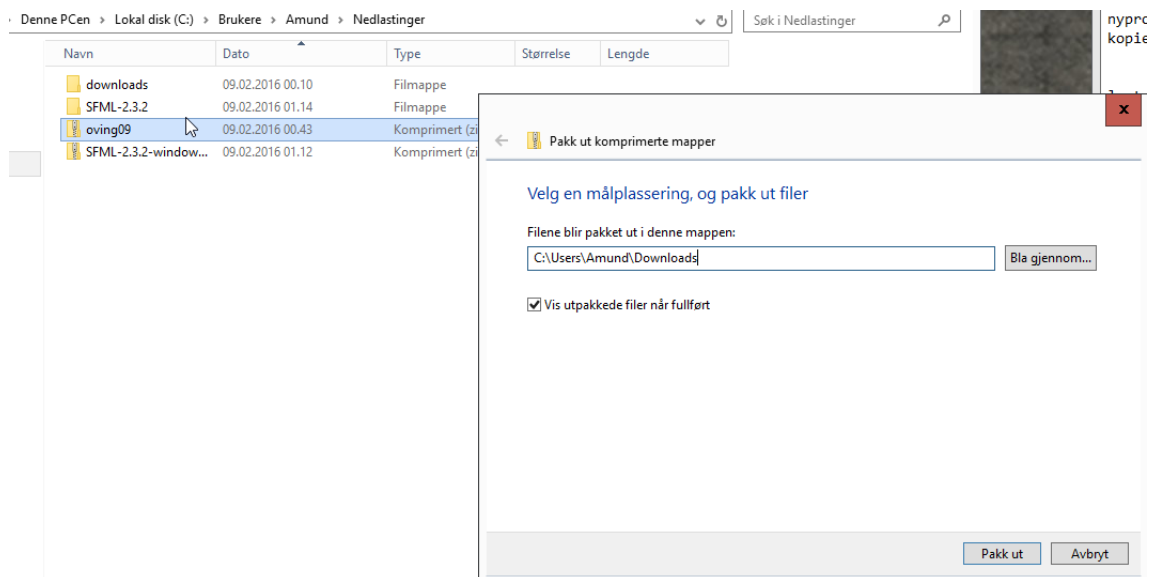 Denne PCen > Lokal disk (C:) > Brukere > Amund > Nedlastinger
Søk i Nedlastinger
Navn Dato Type Størrelse Lengde
downloads 09.02.2016 00.10 Filmappe
SFML-2.3.2 09.02.2016 01.14 Filmappe
oving09 09.02.2016 00.43 Komprimert (zi
SFML-2.3.2-window... 09.02.2016 01.12 Komprimert (zi
nypro
kopie
x
Pakk ut komprimerte mapper
Velg en målplassering, og pakk ut filer
Filene blir pakket ut i denne mappen:
C:\Users\Amund\Downloads
Bla gjennom...
Vis utpakkede filer når fullført
Pakk ut Avbryt